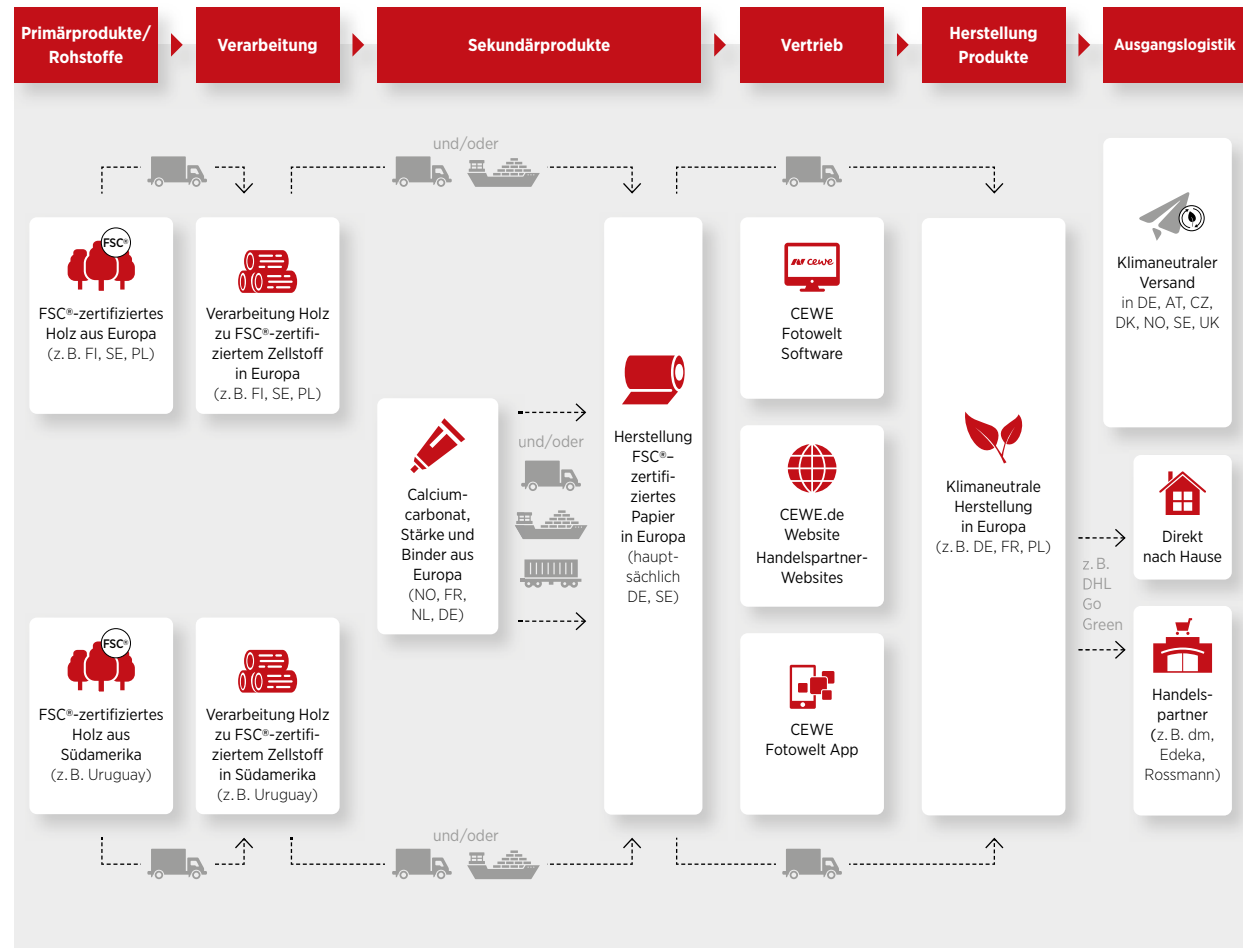 Primärprodukte/
Rohstoffe
Verarbeitung
Sekundärprodukte
Vertrieb
Herstellung
Produkte
Ausgangslogistik
und/oder
FSC®
FSC®-zertifiziertes
Holz aus Europa
(z. B. FI, SE, PL)
Verarbeitung Holz
zu FSC®-zertifi-
ziertem Zellstoff
in Europa
(z. B. FI, SE, PL)
Calcium-
carbonat,
Stärke und
Binder aus
Europa
(NO, FR,
NL, DE)
und/oder
Herstellung
FSC®–
zertifi-
ziertes
Papier
in Europa
(haupt-
sächlich
DE, SE)
cewe
CEWE
Fotowelt
Software
CEWE.de
Website
Handelspartner-
Websites
CEWE
Fotowelt App
Klimaneutrale
Herstellung
in Europa
(z. B. DE, FR, PL)
Klimaneutraler
Versand
in DE, AT, CZ,
DK, NO, SE, UK
z. B.
DHL
Go
Green
Direkt
nach Hause
Handels-
partner
(z. B. dm,
Edeka,
Rossmann)
FSC®
FSC®-zertifiziertes
Holz aus
Südamerika
(z. B. Uruguay)
Verarbeitung Holz
zu FSC®-zertifi-
ziertem Zellstoff
in Südamerika
(z. B. Uruguay)
und/oder